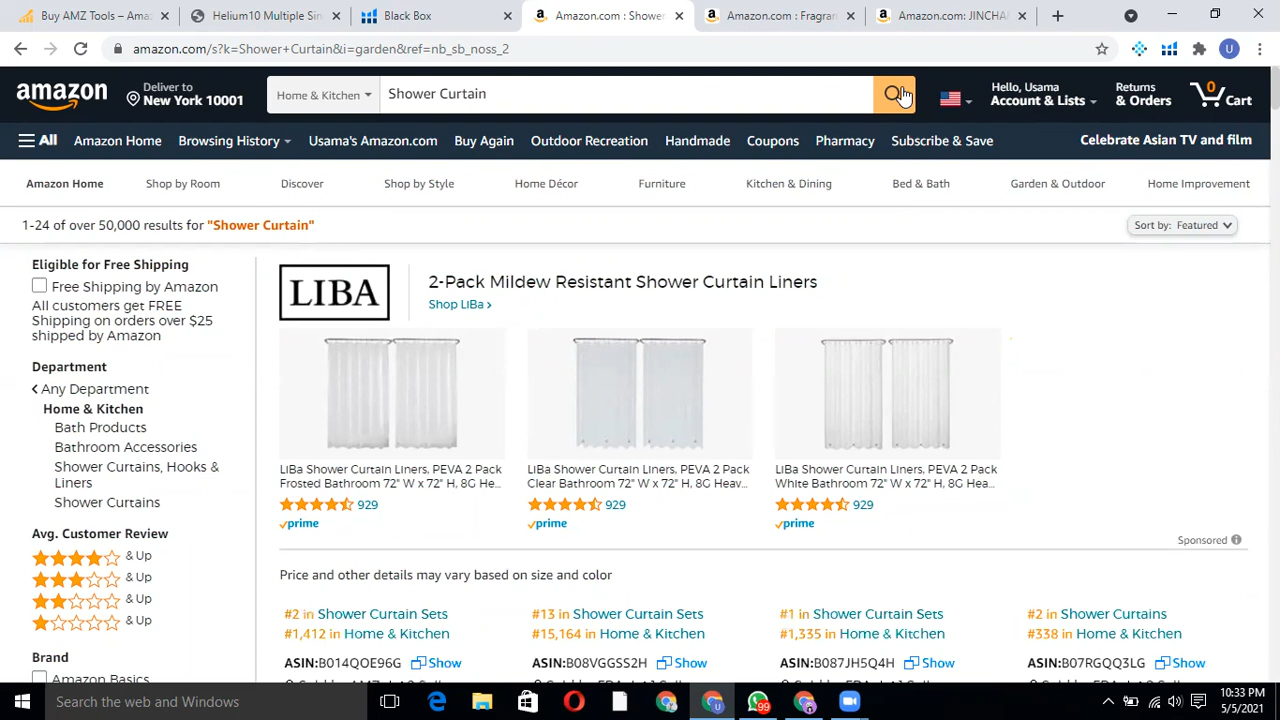 Buy AMZ Tools – Ama
Helium10 Multiple Sin
Black Box
Amazon.com : Showe
Amazon.com : Fragran
Amazon.com: JINCHA
amazon.com/s?k=Shower+Curtain&i=garden&ref=nb_sb_noss_2
U
amazon
Deliver to
New York 10001
Home & Kitchen
Shower Curtain
Hello, Usama
Account & Lists
Returns
& Orders
0
Cart
All
Amazon Home
Browsing History
Usama's Amazon.com
Buy Again
Outdoor Recreation
Handmade
Coupons
Pharmacy
Subscribe & Save
Celebrate Asian TV and film
Amazon Home
Shop by Room
Discover
Shop by Style
Home Décor
Furniture
Kitchen & Dining
Bed & Bath
Garden & Outdoor
Home Improvement
1-24 of over 50,000 results for "Shower Curtain"
Sort by: Featured
Eligible for Free Shipping
Free Shipping by Amazon
All customers get FREE
Shipping on orders over $25
shipped by Amazon
Department
Any Department
Home & Kitchen
Bath Products
Bathroom Accessories
Shower Curtains, Hooks &
Liners
Shower Curtains
Avg. Customer Review
& Up
& Up
& Up
& Up
Brand
Amazon Basics
LIBA
2-Pack Mildew Resistant Shower Curtain Liners
Shop LiBa ›
LiBa Shower Curtain Liners, PEVA 2 Pack
Frosted Bathroom 72" W x 72" H, 8G He...
929
prime
LiBa Shower Curtain Liners, PEVA 2 Pack
Clear Bathroom 72" W x 72" H, 8G Heav...
929
prime
LiBa Shower Curtain Liners, PEVA 2 Pack
White Bathroom 72" W x 72" H, 8G Hea...
929
prime
Sponsored
Price and other details may vary based on size and color
#2 in Shower Curtain Sets
#1,412 in Home & Kitchen
ASIN:B014QOE96G Show
#13 in Shower Curtain Sets
#15,164 in Home & Kitchen
ASIN:B08VGGSS2H Show
#1 in Shower Curtain Sets
#1,335 in Home & Kitchen
ASIN:B087JH5Q4H Show
#2 in Shower Curtains
#338 in Home & Kitchen
ASIN:B07RGQQ3LG Show
Search the web and Windows
99
10:33 PM
5/5/2021